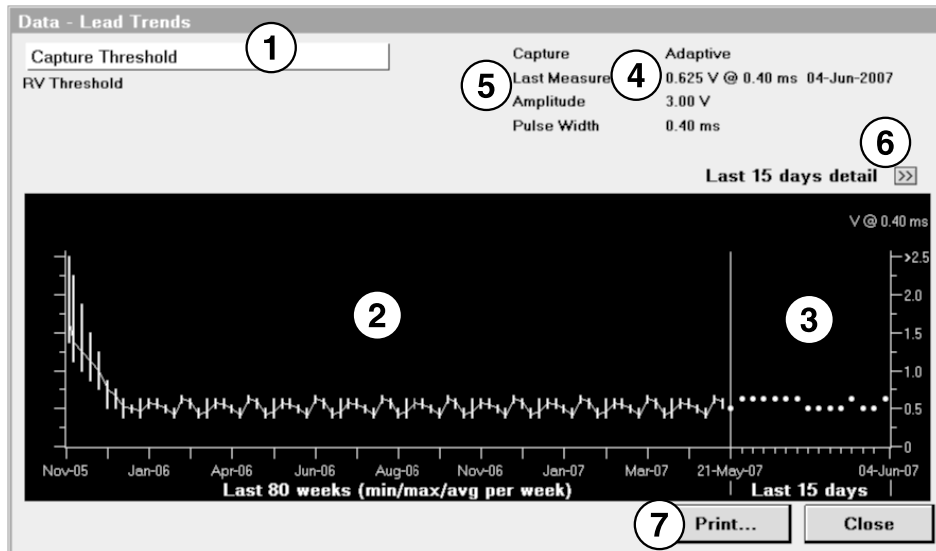 Data - Lead Trends
Capture Threshold
1
RV Threshold
Capture Adaptive
5 Last Measure 4 0.625 V @ 0.40 ms 04-Jun-2007
Amplitude 3.00 V
Pulse Width 0.40 ms
6
Last 15 days detail >>
V @ 0.40 ms
>2.5
2.0
1.5
1.0
0.5
0
2
3
Nov-05 Jan-06 Apr-06 Jun-06 Aug-06 Nov-06 Jan-07 Mar-07 21-May-07 04-Jun-07
Last 80 weeks (min/max/avg per week) Last 15 days
7 Print... Close